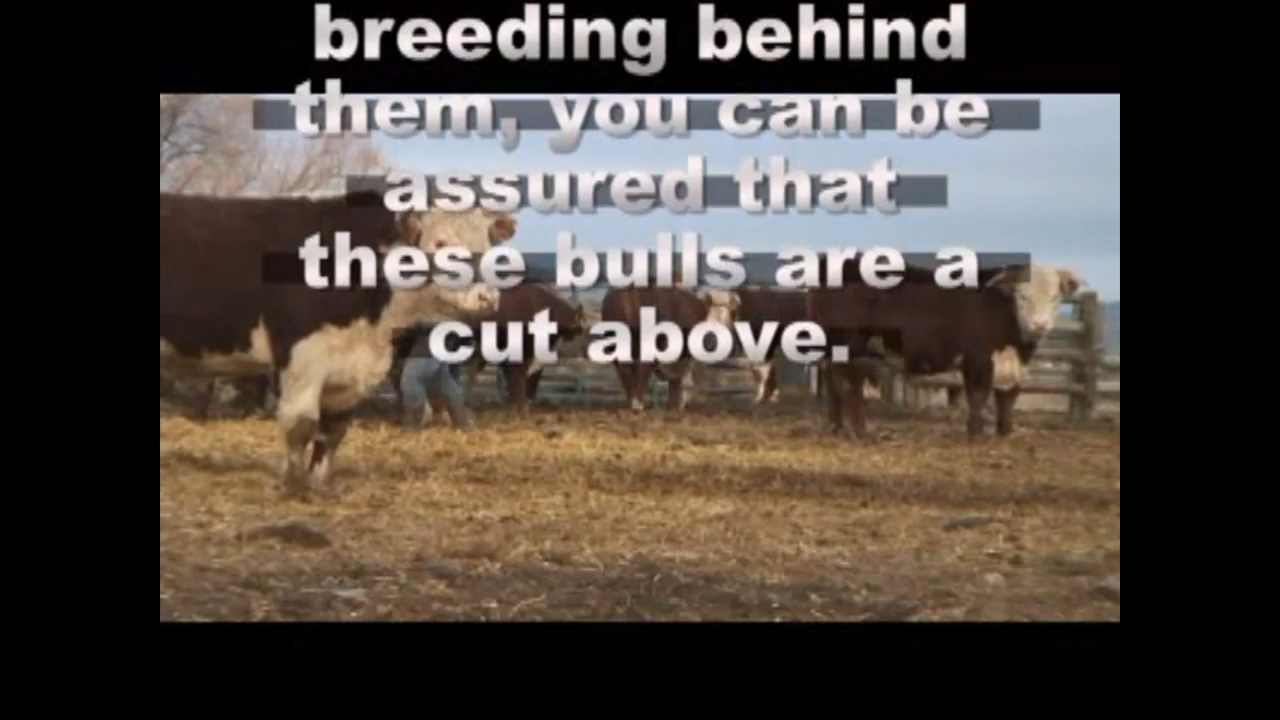 breeding behind
them, you can be
assured that
these bulls are a
cut above.